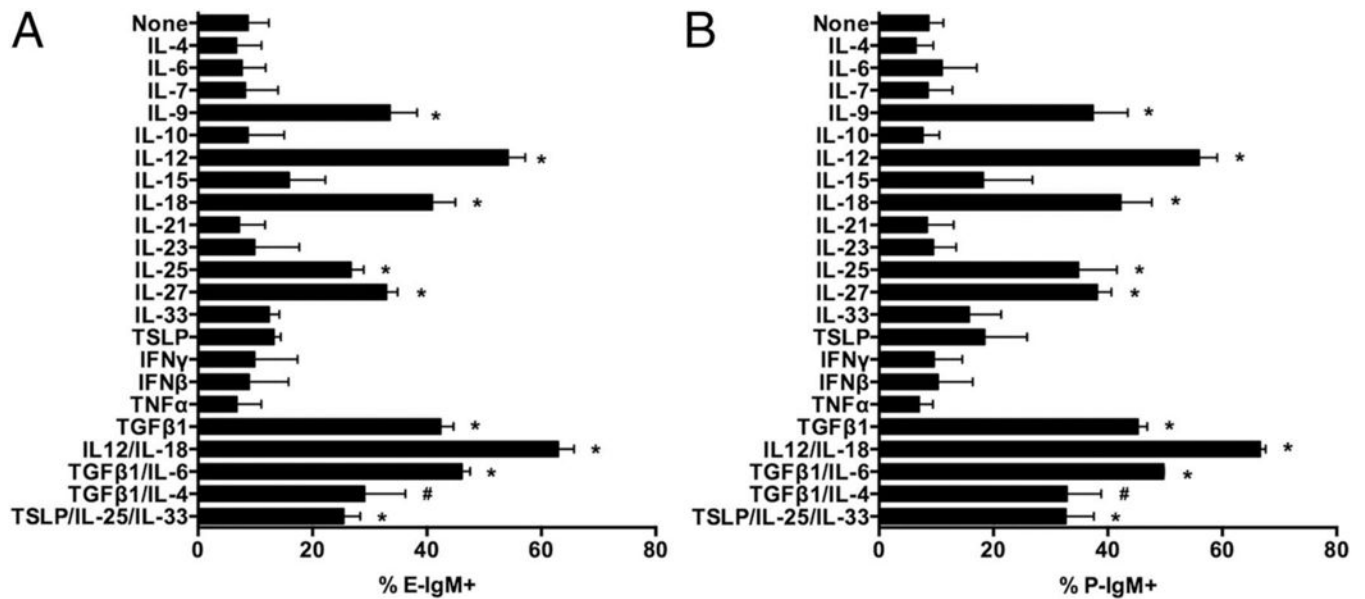 A
None
IL-4
IL-6
IL-7
IL-9 *
IL-10
IL-12 *
IL-15
IL-18 *
IL-21
IL-23
IL-25 *
IL-27 *
IL-33
TSLP
IFNγ
IFNβ
TNFα
TGFβ1 *
IL12/IL-18 *
TGFβ1/IL-6 *
TGFβ1/IL-4 #
TSLP/IL-25/IL-33 *
0 20 40 60 80
% E-IgM+
B
None
IL-4
IL-6
IL-7
IL-9 *
IL-10
IL-12 *
IL-15
IL-18 *
IL-21
IL-23
IL-25 *
IL-27 *
IL-33
TSLP
IFNγ
IFNβ
TNFα
TGFβ1 *
IL12/IL-18 *
TGFβ1/IL-6 *
TGFβ1/IL-4 #
TSLP/IL-25/IL-33 *
0 20 40 60 80
% P-IgM+